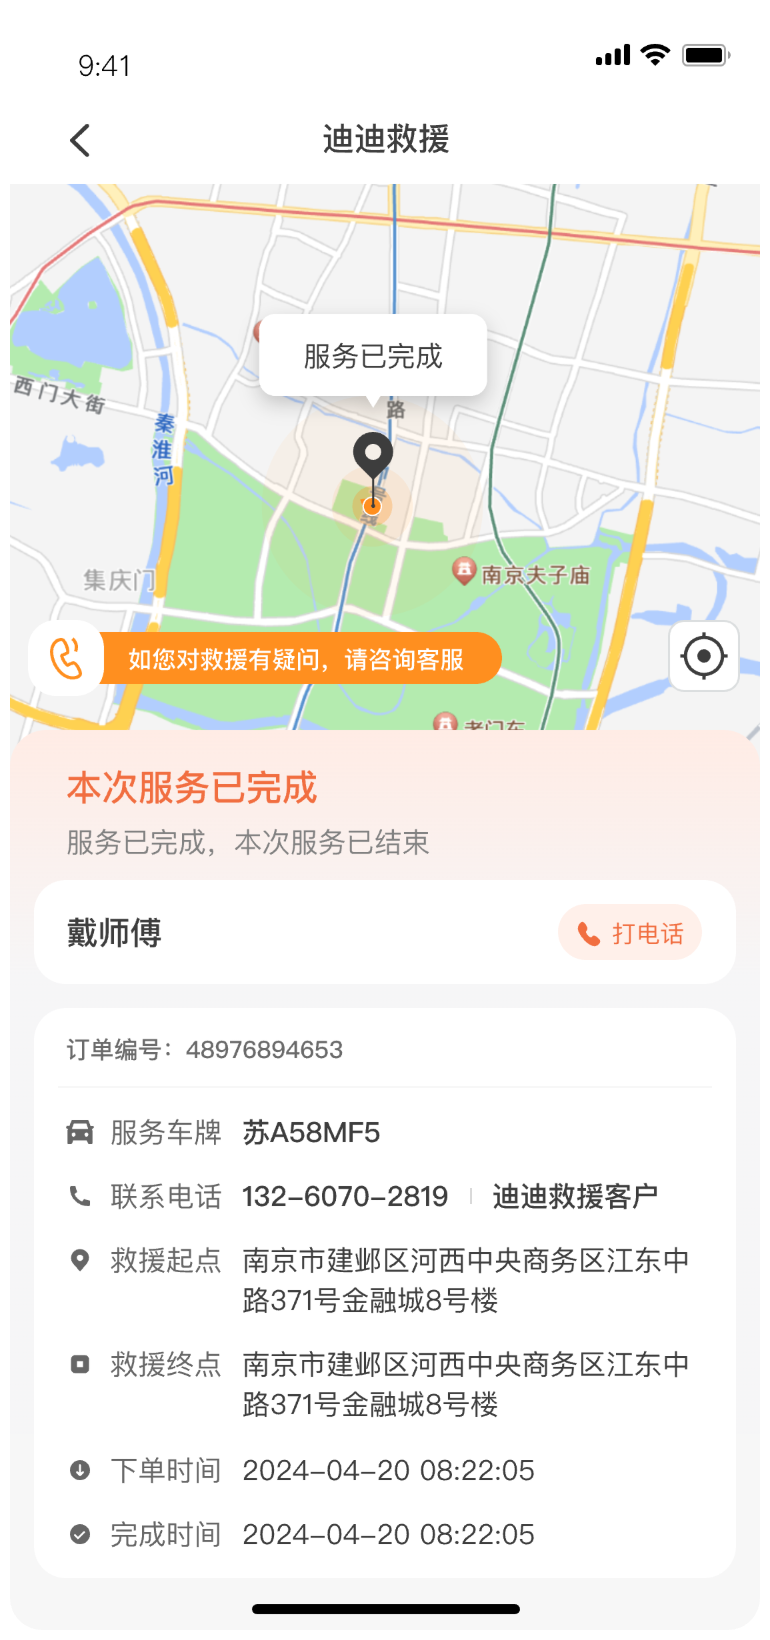 9:41
迪迪救援
服务已完成
路
西门大街
秦淮河
集庆门
南京夫子庙
如您对救援有疑问，请咨询客服
老门东
本次服务已完成
服务已完成，本次服务已结束
戴师傅
打电话
订单编号：48976894653
服务车牌 苏A58MF5
联系电话 132-6070-2819 迪迪救援客户
救援起点 南京市建邺区河西中央商务区江东中
路371号金融城8号楼
救援终点 南京市建邺区河西中央商务区江东中
路371号金融城8号楼
下单时间 2024-04-20 08:22:05
完成时间 2024-04-20 08:22:05